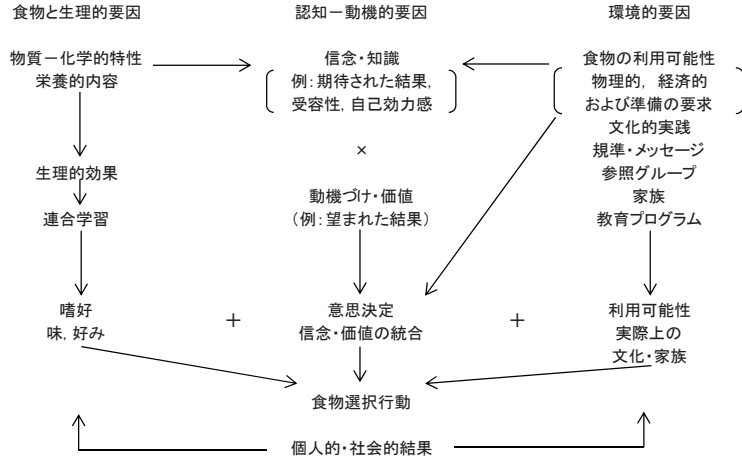 食物と生理的要因
認知－動機的要因
環境的要因
物質－化学的特性
栄養的内容
信念・知識
例：期待された結果,
受容性, 自己効力感
食物の利用可能性
物理的, 経済的
および準備の要求
文化的実践
規準・メッセージ
参照グループ
家族
教育プログラム
×
生理的効果
連合学習
動機づけ・価値
（例：望まれた結果）
嗜好
味, 好み
+
意思決定
信念・価値の統合
+
利用可能性
実際上の
文化・家族
食物選択行動
個人的・社会的結果